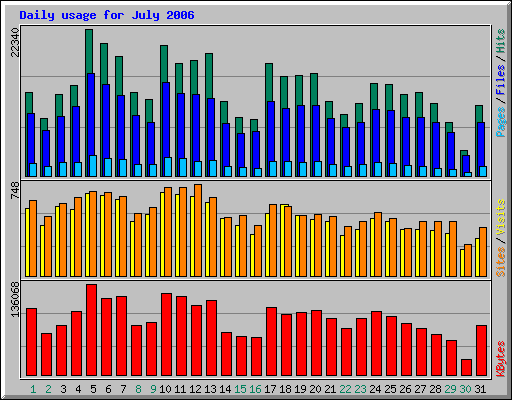 Daily usage for July 2006
22340
748
136068
Pages / Files / Hits
Sites / Visits
KBytes
1 2 3 4 5 6 7 8 9 10 11 12 13 14 15 16 17 18 19 20 21 22 23 24 25 26 27 28 29 30 31